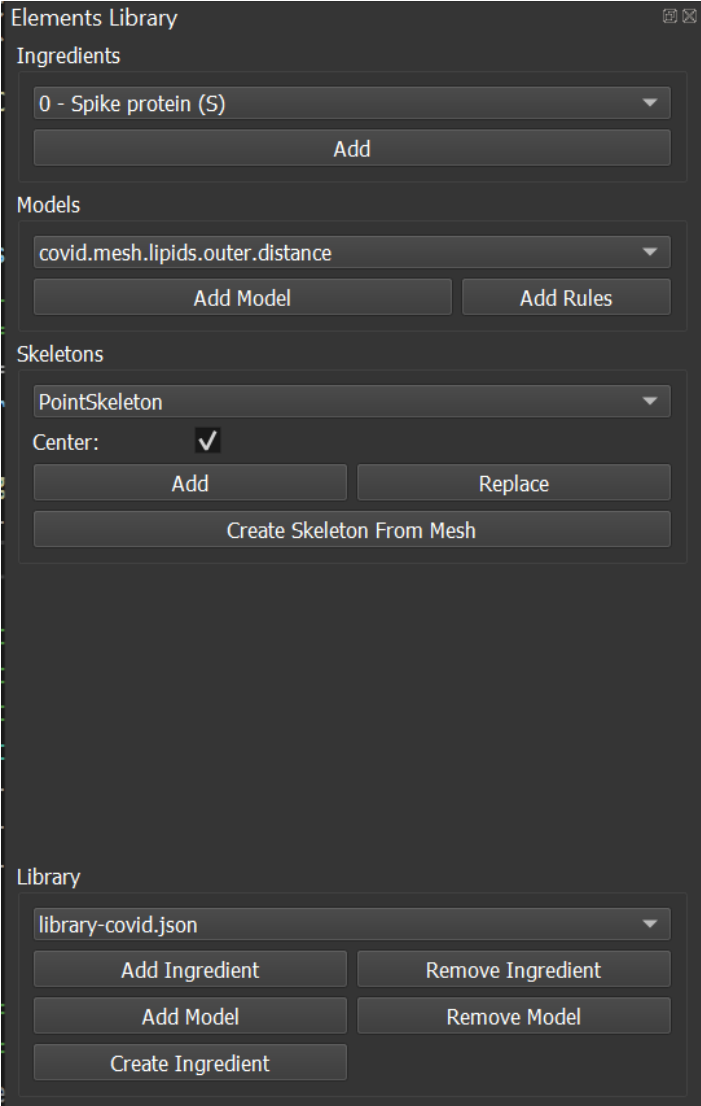 Elements Library
Ingredients
0 - Spike protein (S)
Add
Models
covid.mesh.lipids.outer.distance
Add Model Add Rules
Skeletons
PointSkeleton
Center:
Add Replace
Create Skeleton From Mesh
Library
library-covid.json
Add Ingredient Remove Ingredient
Add Model Remove Model
Create Ingredient